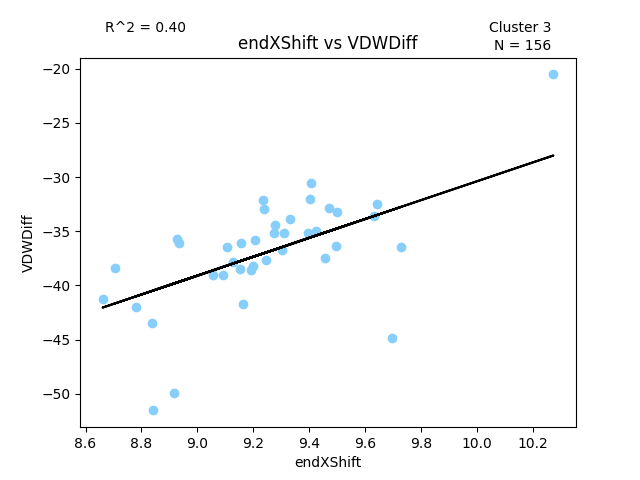 R^2 = 0.40
Cluster 3
N = 156
endXShift vs VDWDiff
VDWDiff
−20
−25
−30
−35
−40
−45
−50
8.6 8.8 9.0 9.2 9.4 9.6 9.8 10.0 10.2
endXShift